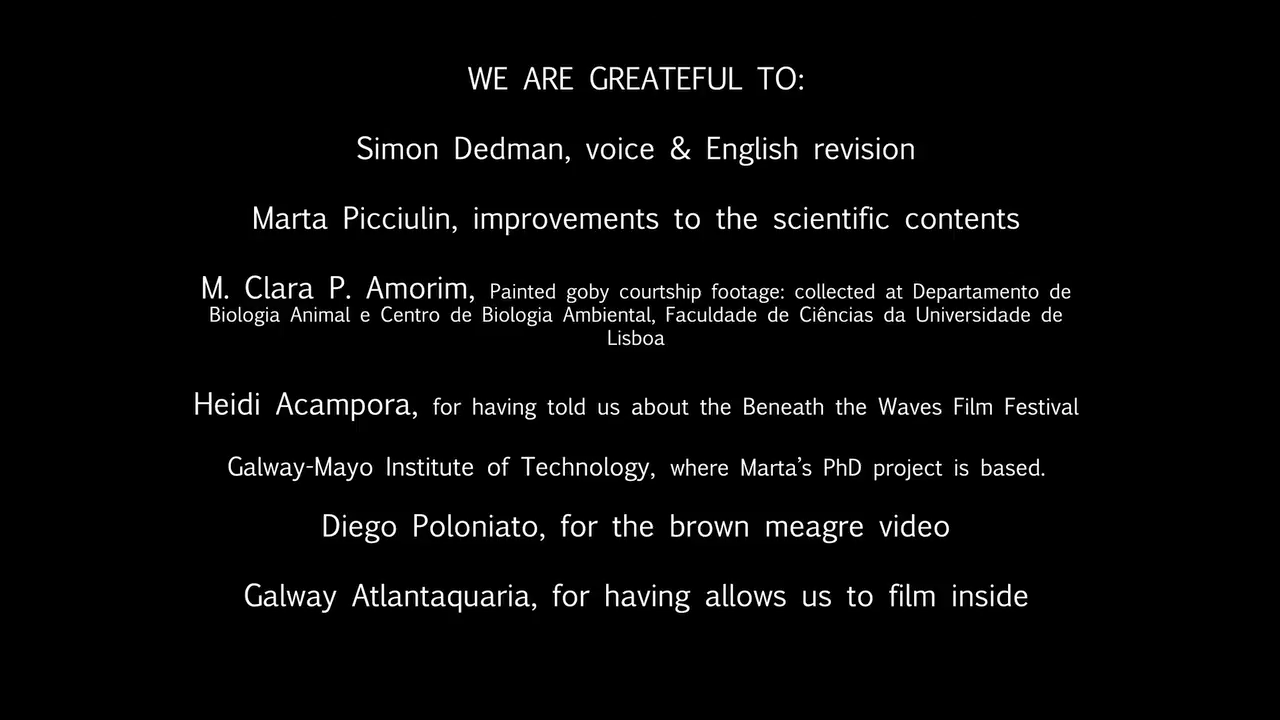 WE ARE GREATEFUL TO:
Simon Dedman, voice & English revision
Marta Picciulin, improvements to the scientific contents
M. Clara P. Amorim, Painted goby courtship footage: collected at Departamento de
Biologia Animal e Centro de Biologia Ambiental, Faculdade de Ciências da Universidade de
Lisboa
Heidi Acampora, for having told us about the Beneath the Waves Film Festival
Galway-Mayo Institute of Technology, where Marta’s PhD project is based.
Diego Poloniato, for the brown meagre video
Galway Atlantaquaria, for having allows us to film inside